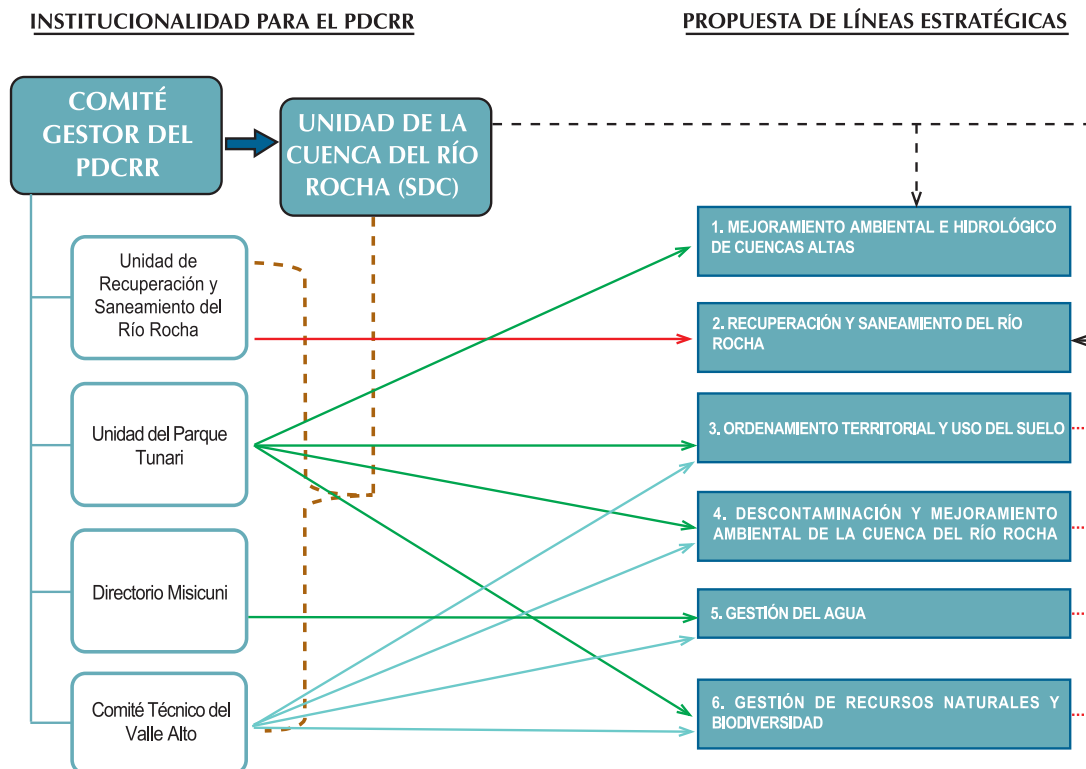 INSTITUCIONALIDAD PARA EL PDCRR
PROPUESTA DE LÍNEAS ESTRATÉGICAS
COMITÉ
GESTOR DEL
PDCRR
UNIDAD DE LA
CUENCA DEL RÍO
ROCHA (SDC)
Unidad de
Recuperación y
Saneamiento del
Río Rocha
Unidad del Parque
Tunari
Directorio Misicuni
Comité Técnico del
Valle Alto
1. MEJORAMIENTO AMBIENTAL E HIDROLÓGICO
DE CUENCAS ALTAS
2. RECUPERACIÓN Y SANEAMIENTO DEL RÍO
ROCHA
3. ORDENAMIENTO TERRITORIAL Y USO DEL SUELO
4. DESCONTAMINACIÓN Y MEJORAMIENTO
AMBIENTAL DE LA CUENCA DEL RÍO ROCHA
5. GESTIÓN DEL AGUA
6. GESTIÓN DE RECURSOS NATURALES Y
BIODIVERSIDAD